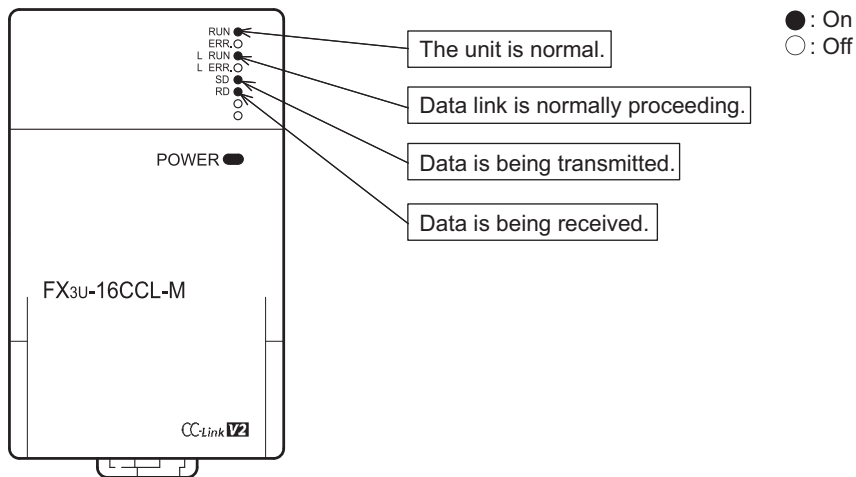 RUN
ERR.
L RUN
L ERR.
SD
RD
POWER
FX3U-16CCL-M
CC-Link V2
The unit is normal.
Data link is normally proceeding.
Data is being transmitted.
Data is being received.
: On
: Off